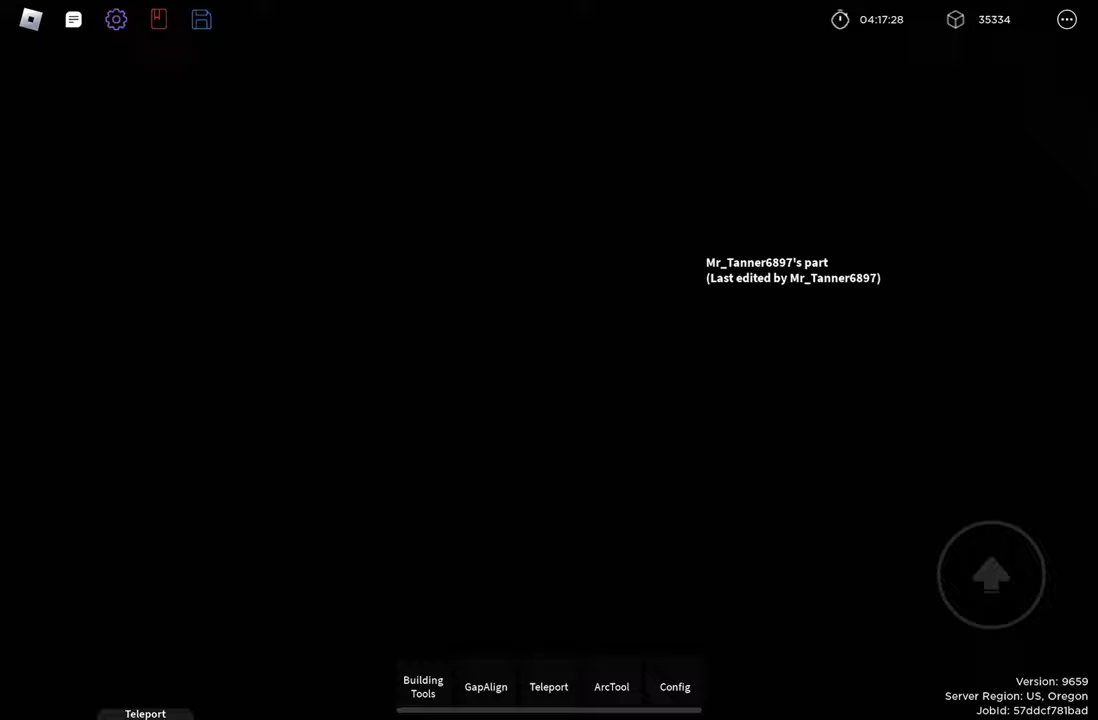 04:17:28
35334
Mr_Tanner6897's part
(Last edited by Mr_Tanner6897)
Building
Tools
GapAlign
Teleport
ArcTool
Config
Teleport
Version: 9659
Server Region: US, Oregon
JobId: 57ddcf781bad